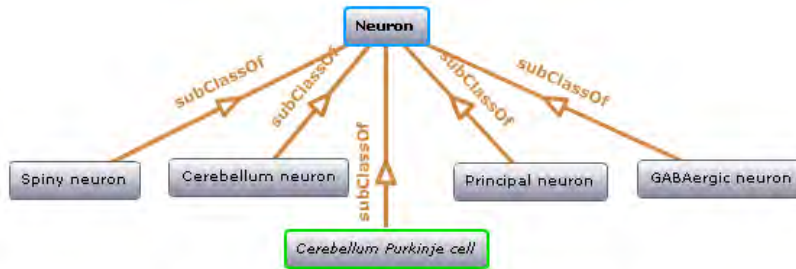 Neuron
subClassOf
subClassOf
subClassOf
subClassOf
subClassOf
Spiny neuron
Cerebellum neuron
Principal neuron
GABAergic neuron
Cerebellum Purkinje cell